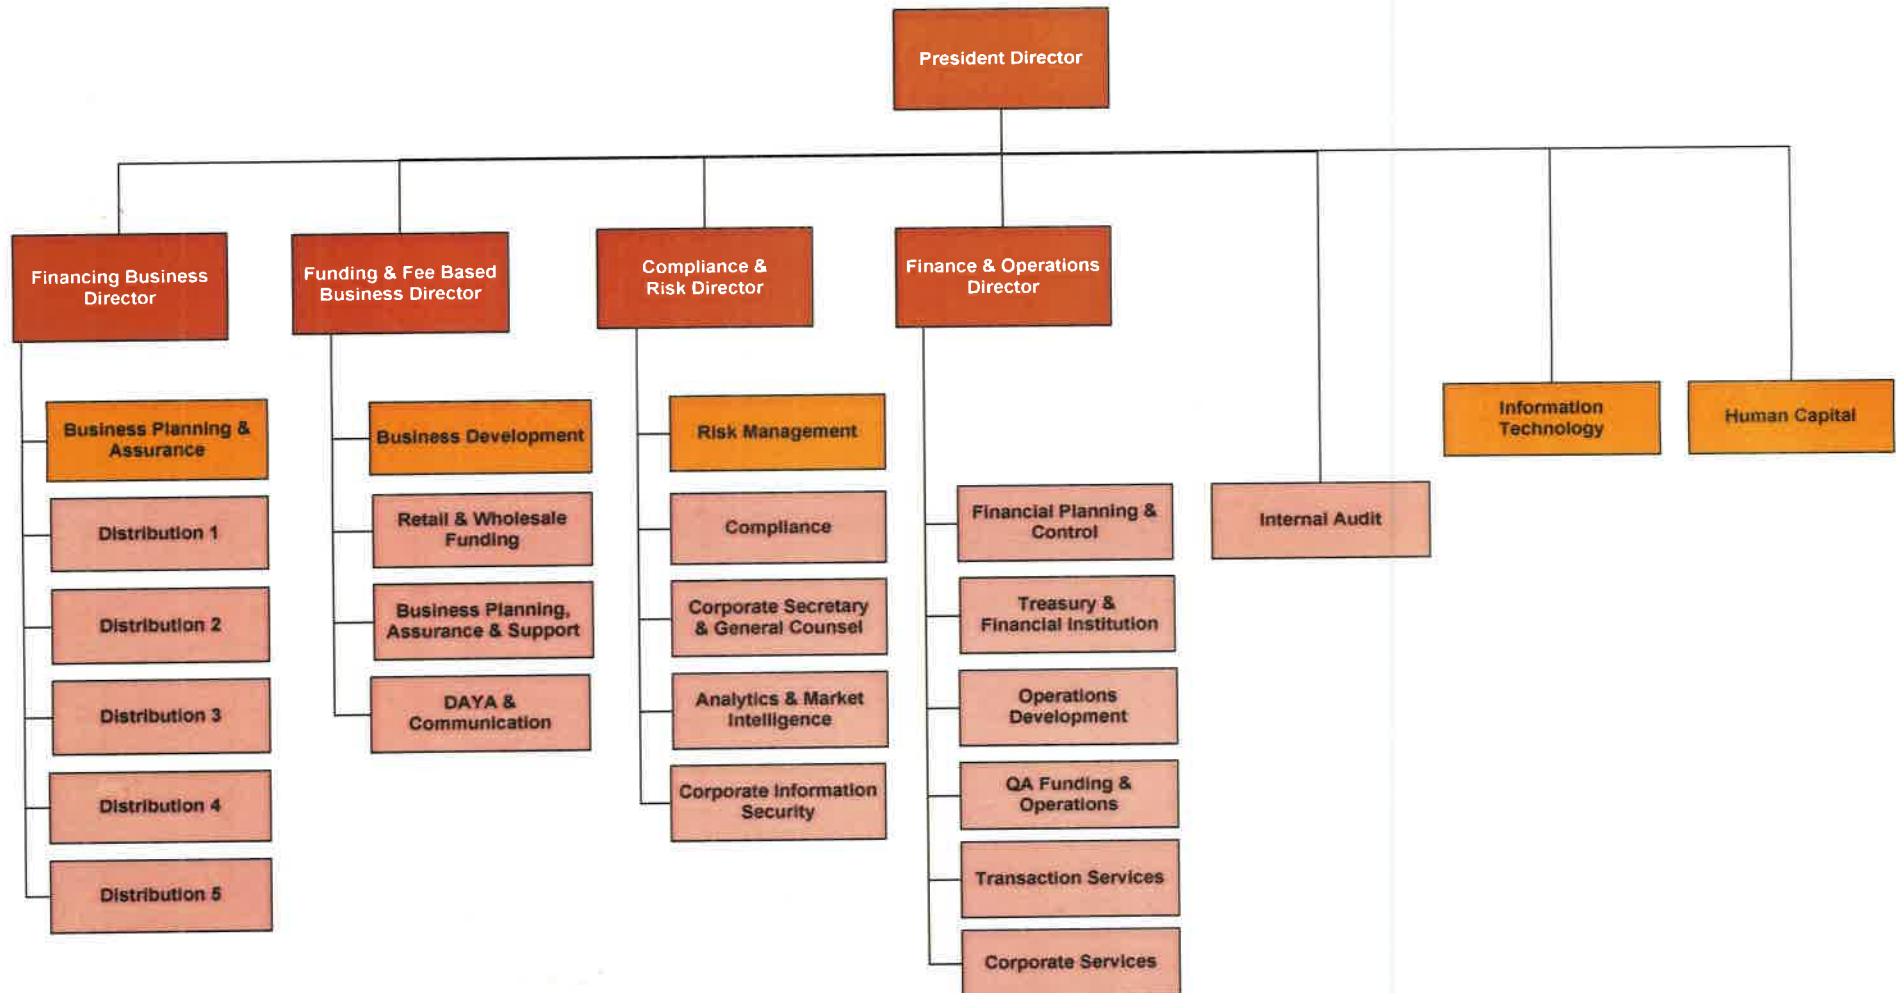 President Director
Financing Business
Director
Funding & Fee Based
Business Director
Compliance &
Risk Director
Finance & Operations
Director
Business Planning &
Assurance
Distribution 1
Distribution 2
Distribution 3
Distribution 4
Distribution 5
Business Development
Retail & Wholesale
Funding
Business Planning,
Assurance & Support
DAYA &
Communication
Risk Management
Compliance
Corporate Secretary
& General Counsel
Analytics & Market
Intelligence
Corporate Information
Security
Financial Planning &
Control
Treasury &
Financial Institution
Operations
Development
QA Funding &
Operations
Transaction Services
Corporate Services
Internal Audit
Information
Technology
Human Capital